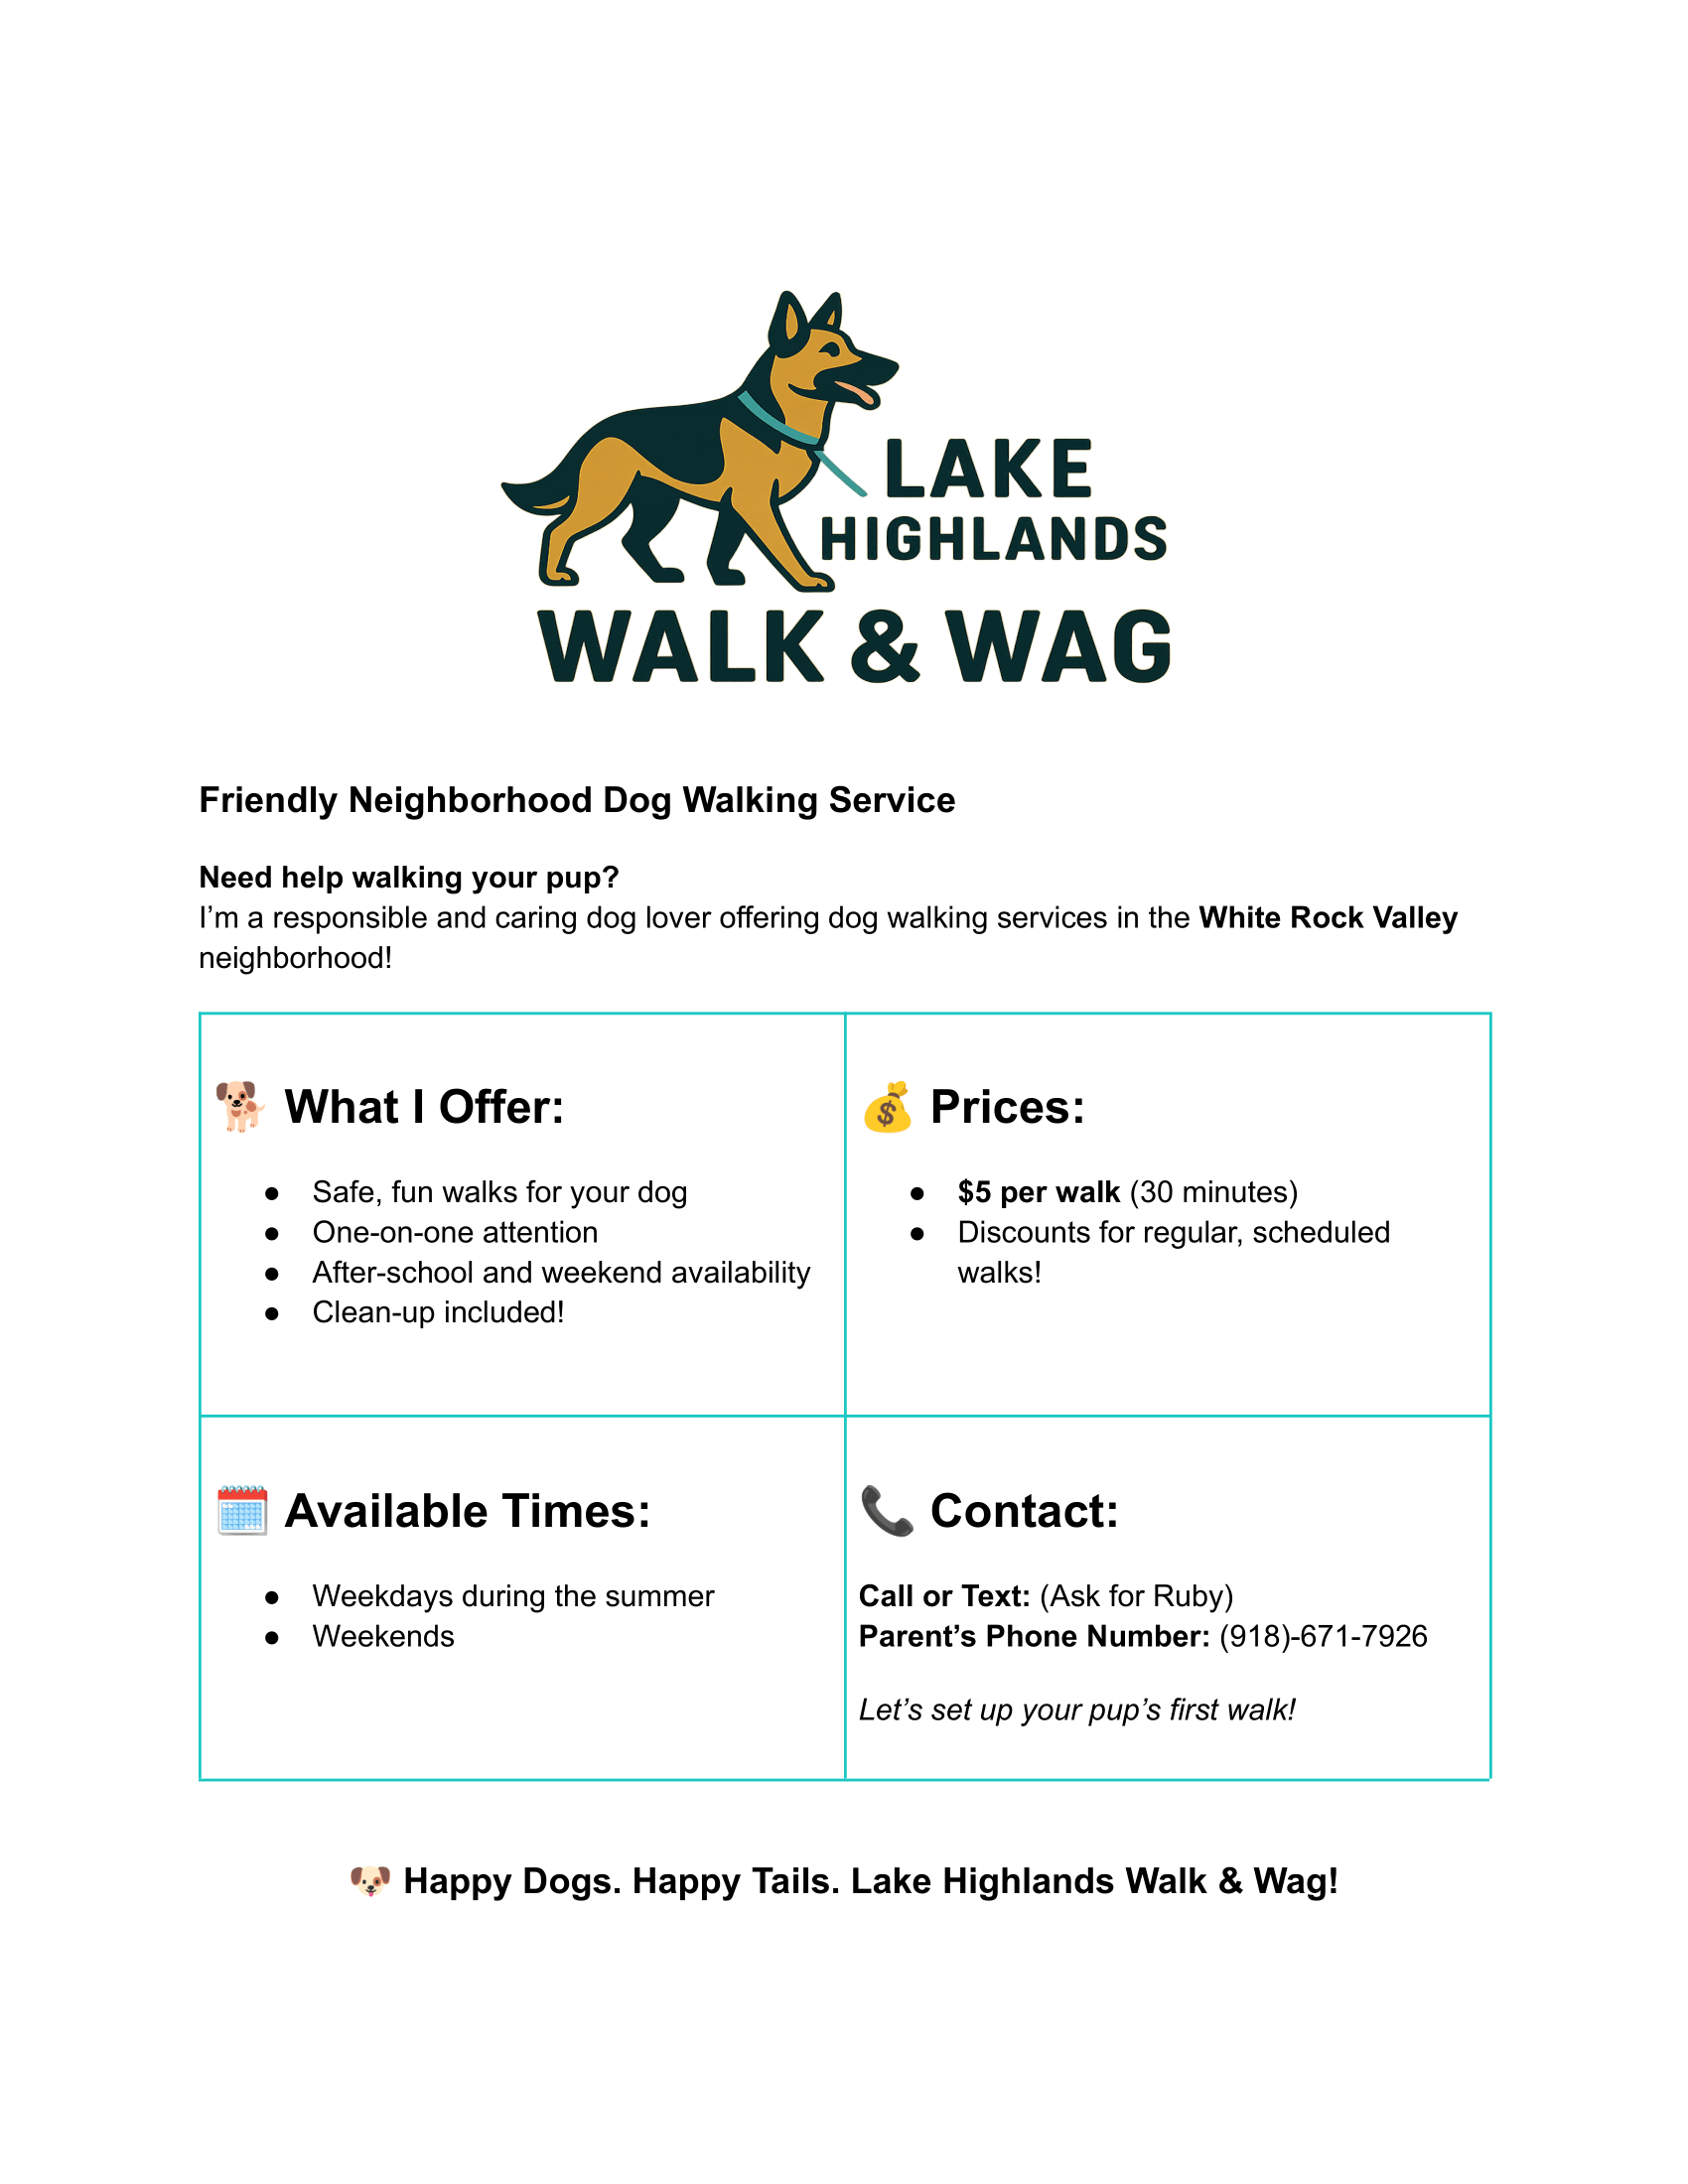 LAKE
HIGHLANDS
WALK & WAG
Friendly Neighborhood Dog Walking Service
Need help walking your pup?
I’m a responsible and caring dog lover offering dog walking services in the White Rock Valley
neighborhood!
🐕 What I Offer:
● Safe, fun walks for your dog
● One-on-one attention
● After-school and weekend availability
● Clean-up included!
💰 Prices:
● $5 per walk (30 minutes)
● Discounts for regular, scheduled
walks!
🗓️ Available Times:
● Weekdays during the summer
● Weekends
📞 Contact:
Call or Text: (Ask for Ruby)
Parent’s Phone Number: (918)-671-7926
Let’s set up your pup’s first walk!
🐶 Happy Dogs. Happy Tails. Lake Highlands Walk & Wag!